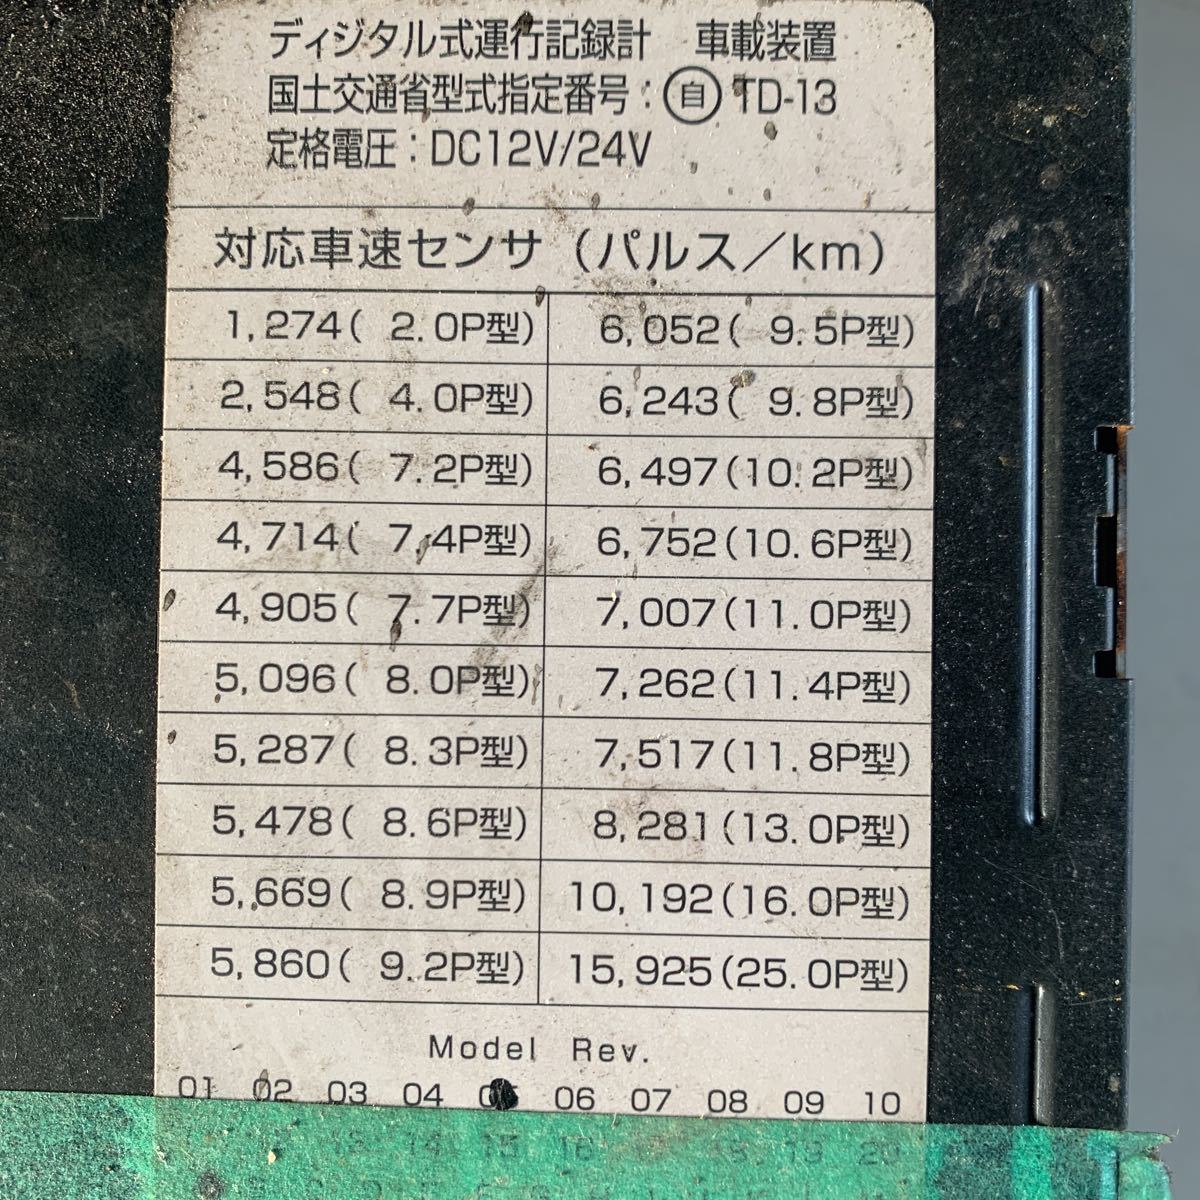 ディジタル式運行記録計　車載装置
国土交通省型式指定番号：㉂ TD-13
定格電圧：DC12V/24V
対応車速センサ（パルス／km）
1,274( 2.0P型) 6,052( 9.5P型)
2,548( 4.0P型) 6,243( 9.8P型)
4,586( 7.2P型) 6,497(10.2P型)
4,714( 7.4P型) 6,752(10.6P型)
4,905( 7.7P型) 7,007(11.0P型)
5,096( 8.0P型) 7,262(11.4P型)
5,287( 8.3P型) 7,517(11.8P型)
5,478( 8.6P型) 8,281(13.0P型)
5,669( 8.9P型) 10,192(16.0P型)
5,860( 9.2P型) 15,925(25.0P型)
Model Rev.
01 02 03 04 06 07 08 09 10
13 14 15 16 18 19 20